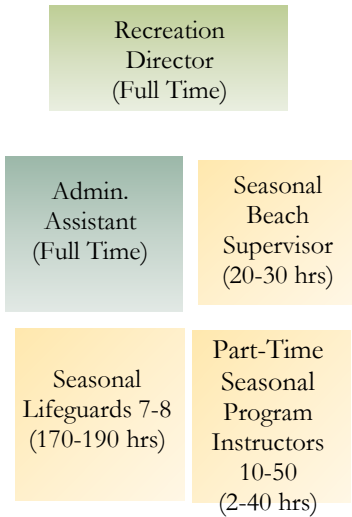 Recreation
Director
(Full Time)
Admin.
Assistant
(Full Time)
Seasonal
Beach
Supervisor
(20-30 hrs)
Seasonal
Lifeguards 7-8
(170-190 hrs)
Part-Time
Seasonal
Program
Instructors
10-50
(2-40 hrs)